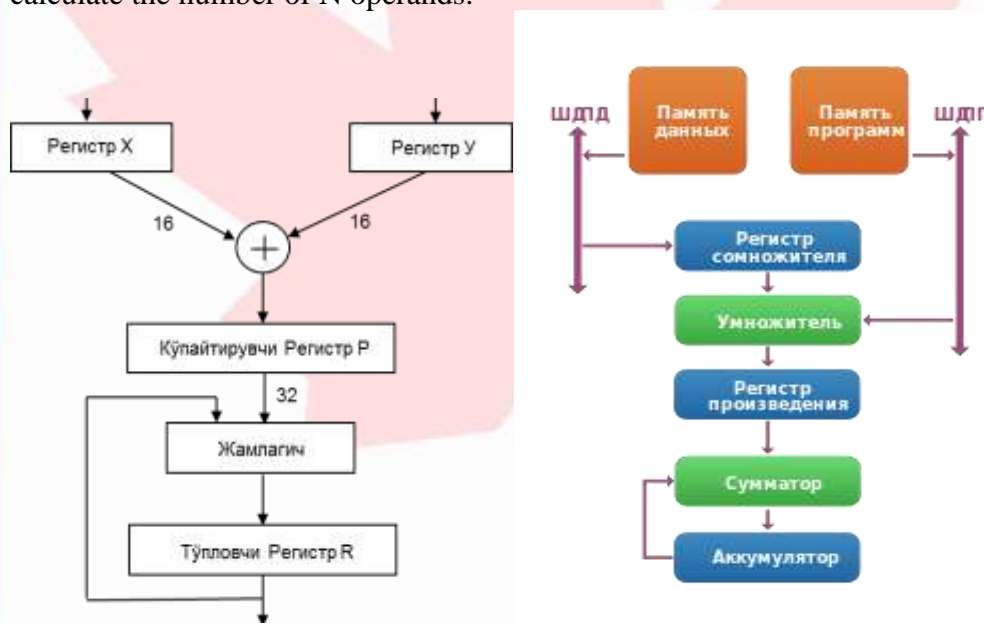 calculate the number of N operands.
Регистр X
Регистр У
16
16
+
Кўпайтирувчи Регистр Р
32
Жамлагич
Тўпловчи Регистр R
ШДПД
Память
данных
Память
программ
ШДПП
Регистр
сомножителя
Умножитель
Регистр
произведения
Сумматор
Аккумулятор